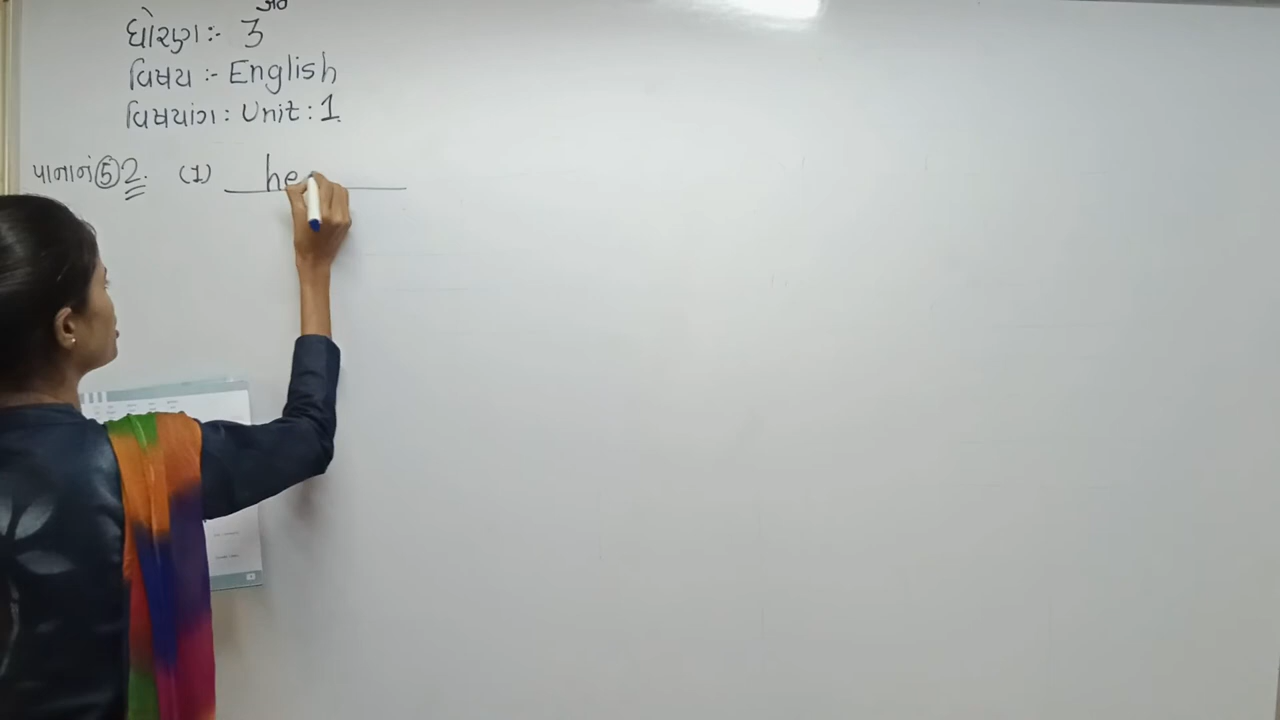 ધોરણ :- 3
વિષય :- English
વિષયાંગ : Unit : 1.
પાનાનં 5 2. (1) he